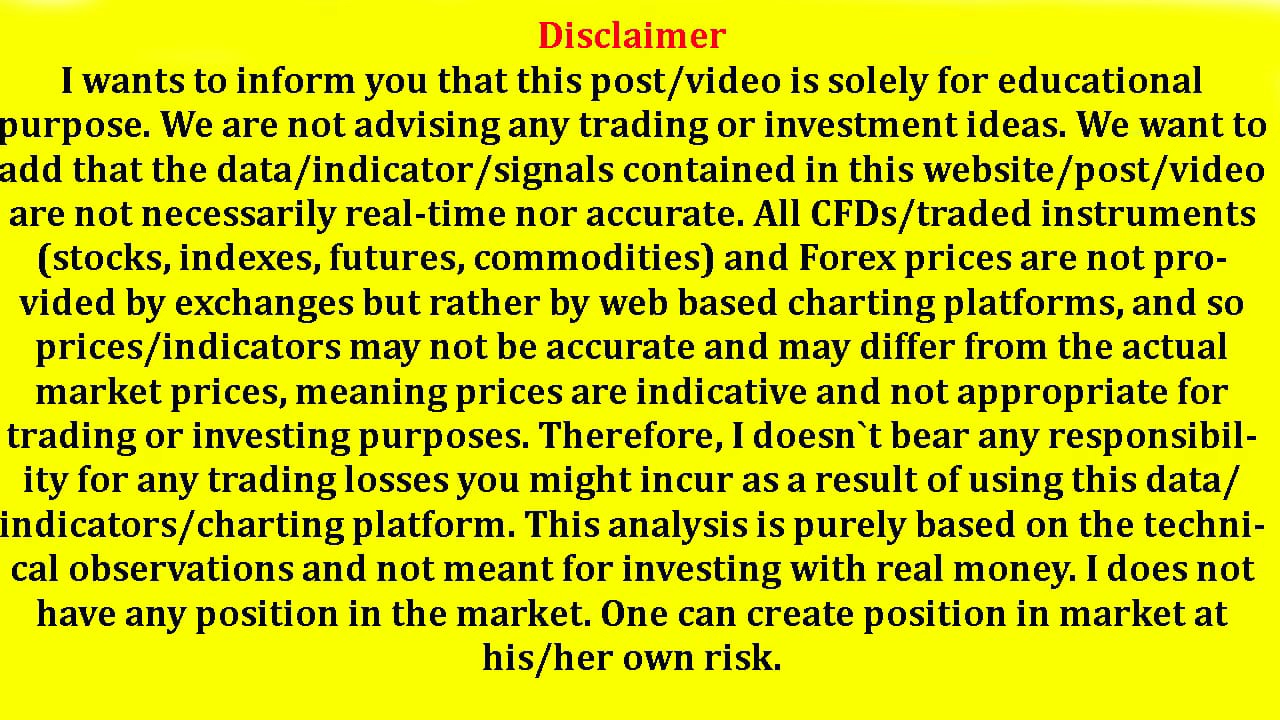 Disclaimer
I wants to inform you that this post/video is solely for educational
purpose. We are not advising any trading or investment ideas. We want to
add that the data/indicator/signals contained in this website/post/video
are not necessarily real-time nor accurate. All CFDs/traded instruments
(stocks, indexes, futures, commodities) and Forex prices are not pro-
vided by exchanges but rather by web based charting platforms, and so
prices/indicators may not be accurate and may differ from the actual
market prices, meaning prices are indicative and not appropriate for
trading or investing purposes. Therefore, I doesn`t bear any responsibil-
ity for any trading losses you might incur as a result of using this data/
indicators/charting platform. This analysis is purely based on the techni-
cal observations and not meant for investing with real money. I does not
have any position in the market. One can create position in market at
his/her own risk.